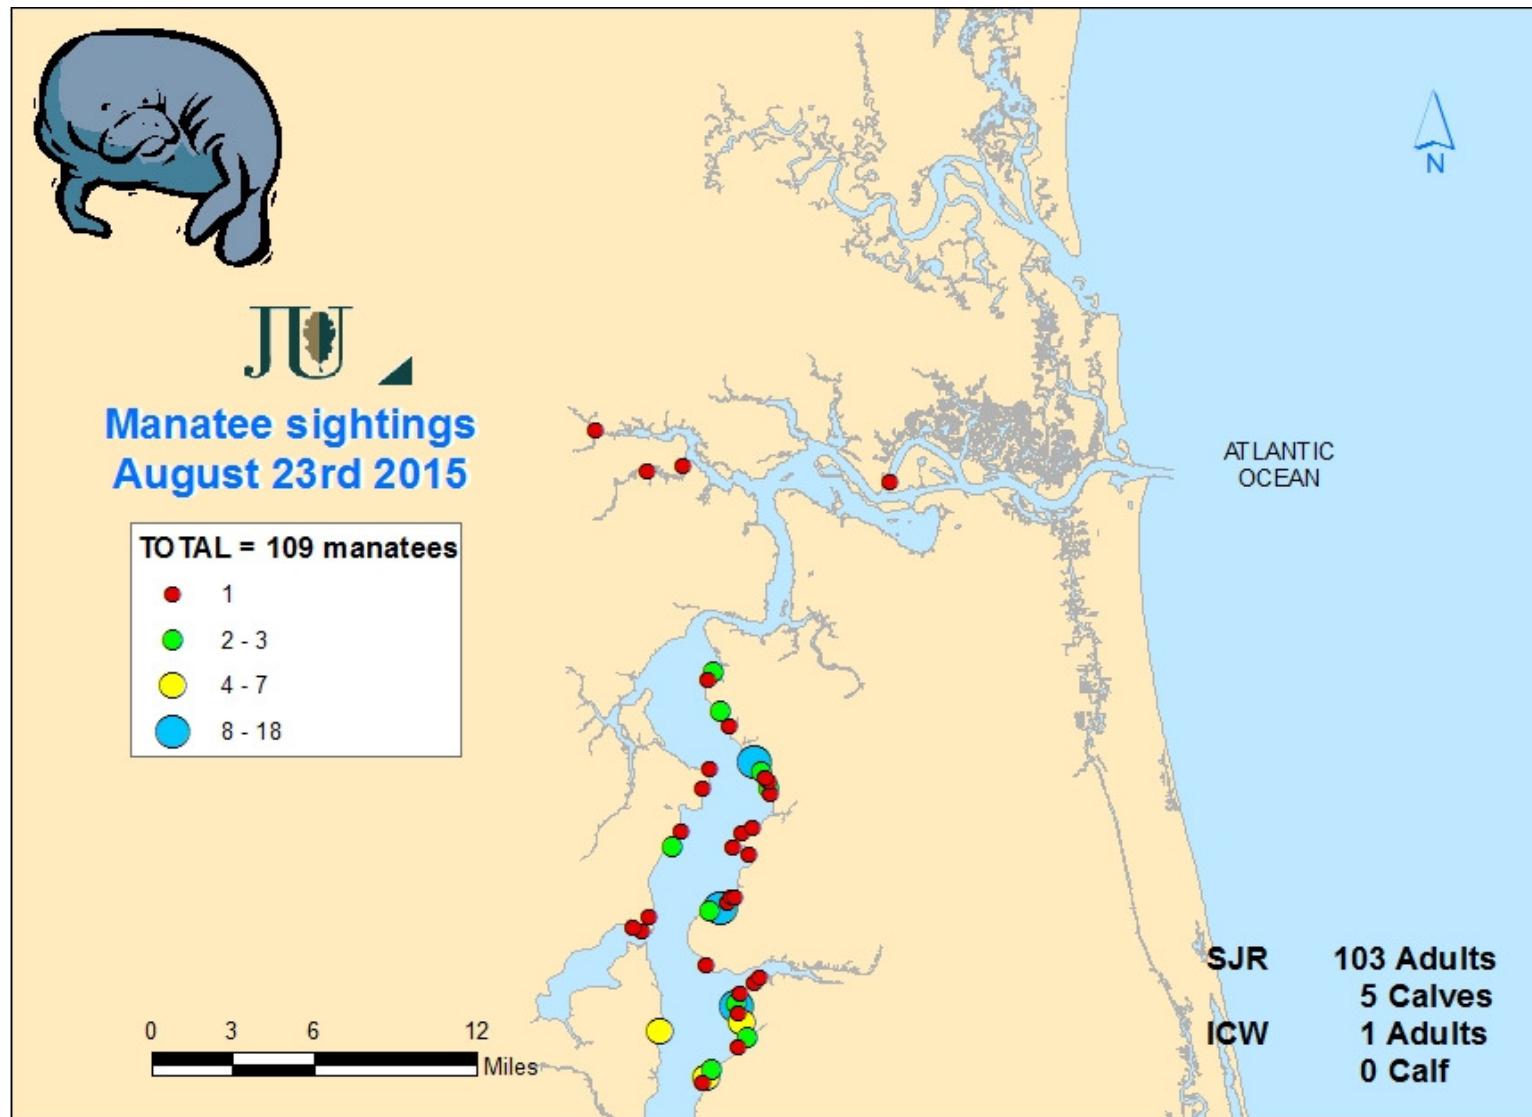 N
JU
Manatee sightings
August 23rd 2015
TOTAL = 109 manatees
1
2 - 3
4 - 7
8 - 18
ATLANTIC
OCEAN
SJR 103 Adults
5 Calves
ICW 1 Adults
0 Calf
0 3 6 12
Miles